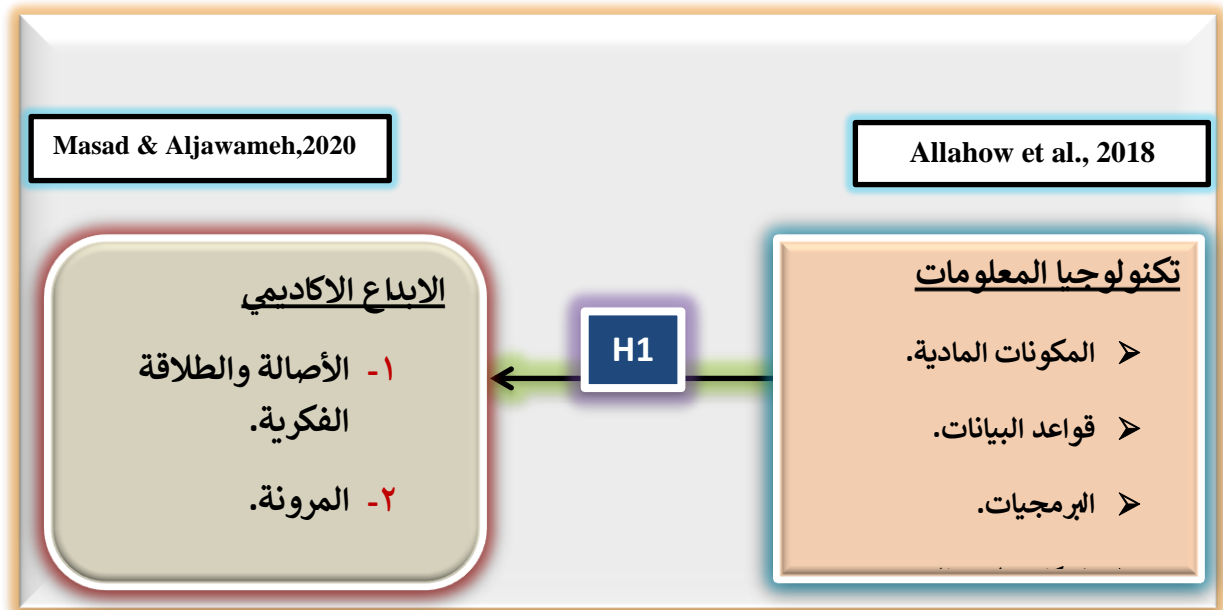 Allahow et al., 2018
Masad & Aljawameh,2020
تكنولوجيا المعلومات
المكونات المادية.
قواعد البيانات.
البرمجيات.
H1
الابداع الاكاديمي
١- الأصالة والطلاقة
الفكرية.
٢- المرونة.